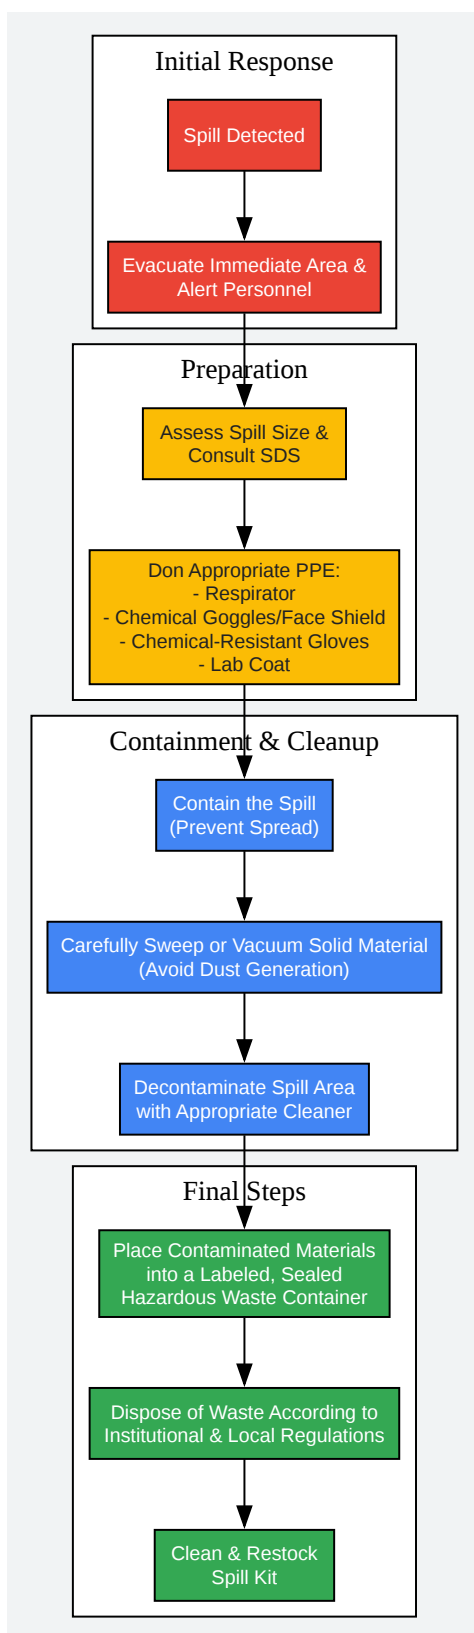 Initial Response
Spill Detected
Evacuate Immediate Area &
Alert Personnel
Preparation
Assess Spill Size &
Consult SDS
Don Appropriate PPE:
- Respirator
- Chemical Goggles/Face Shield
- Chemical-Resistant Gloves
- Lab Coat
Containment & Cleanup
Contain the Spill
(Prevent Spread)
Carefully Sweep or Vacuum Solid Material
(Avoid Dust Generation)
Decontaminate Spill Area
with Appropriate Cleaner
Final Steps
Place Contaminated Materials
into a Labeled, Sealed
Hazardous Waste Container
Dispose of Waste According to
Institutional & Local Regulations
Clean & Restock
Spill Kit